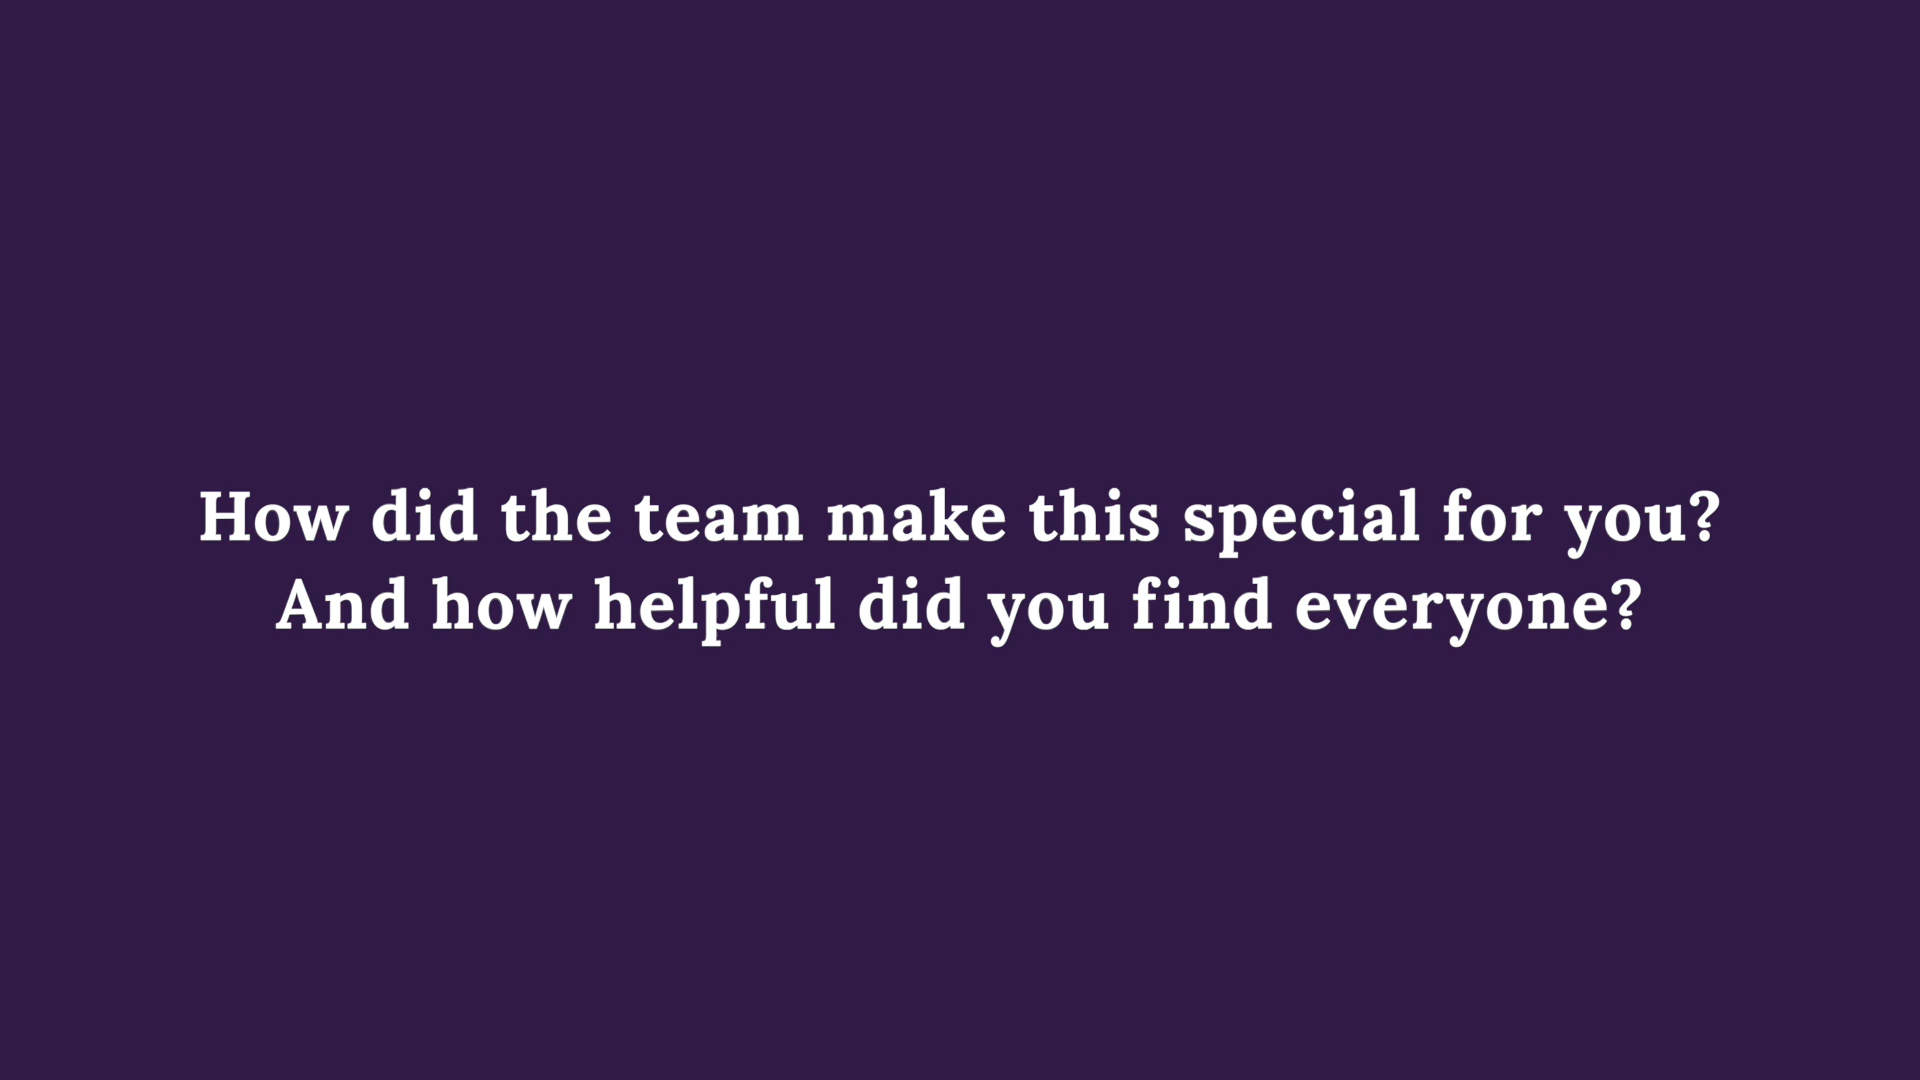 How did the team make this special for you?
And how helpful did you find everyone?